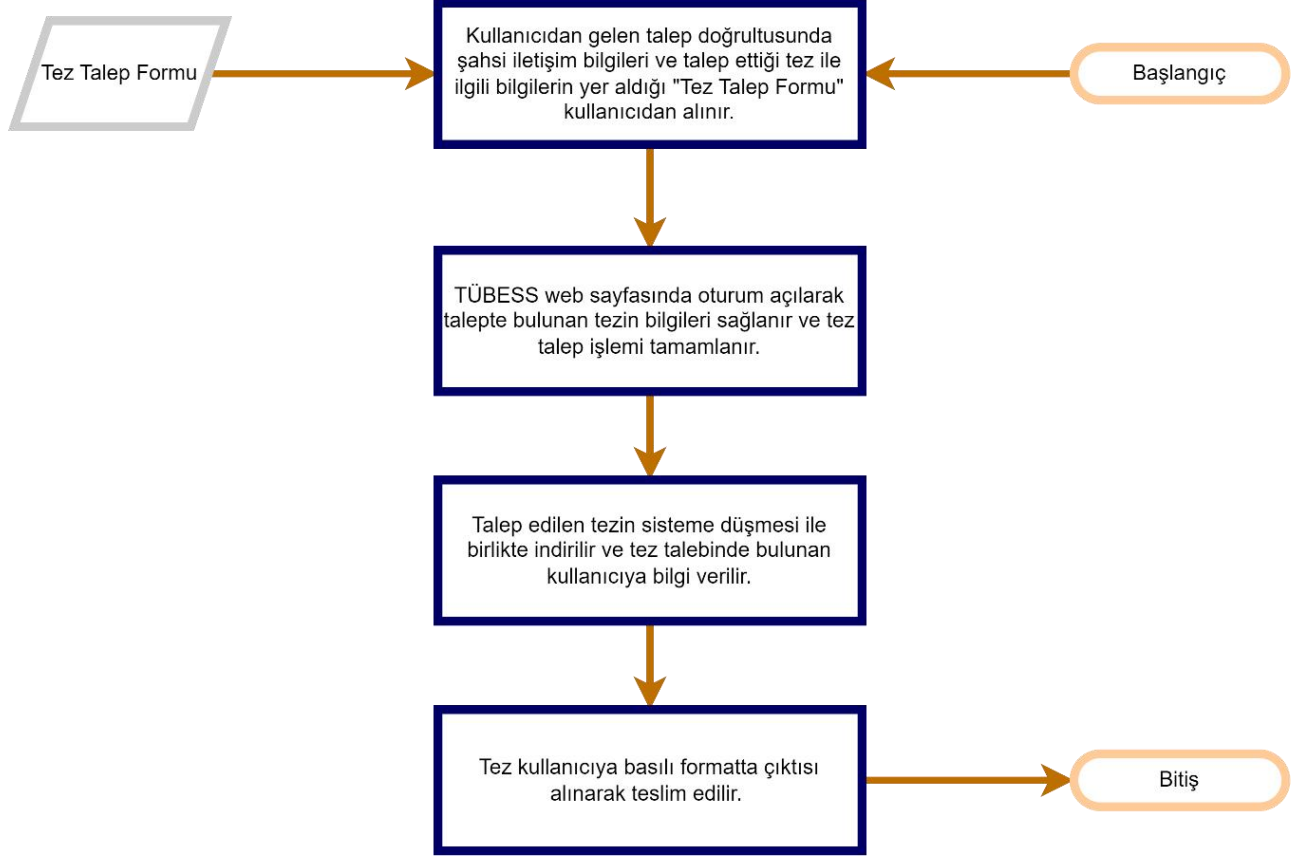 Tez Talep Formu
Kullanıcıdan gelen talep doğrultusunda
şahsi iletişim bilgileri ve talep ettiği tez ile
ilgili bilgilerin yer aldığı "Tez Talep Formu"
kullanıcıdan alınır.
Başlangıç
TÜBESS web sayfasında oturum açılarak
talepte bulunan tezin bilgileri sağlanır ve tez
talep işlemi tamamlanır.
Talep edilen tezin sisteme düşmesi ile
birlikte indirilir ve tez talebinde bulunan
kullanıcıya bilgi verilir.
Tez kullanıcıya basılı formatta çıktısı
alınarak teslim edilir.
Bitiş